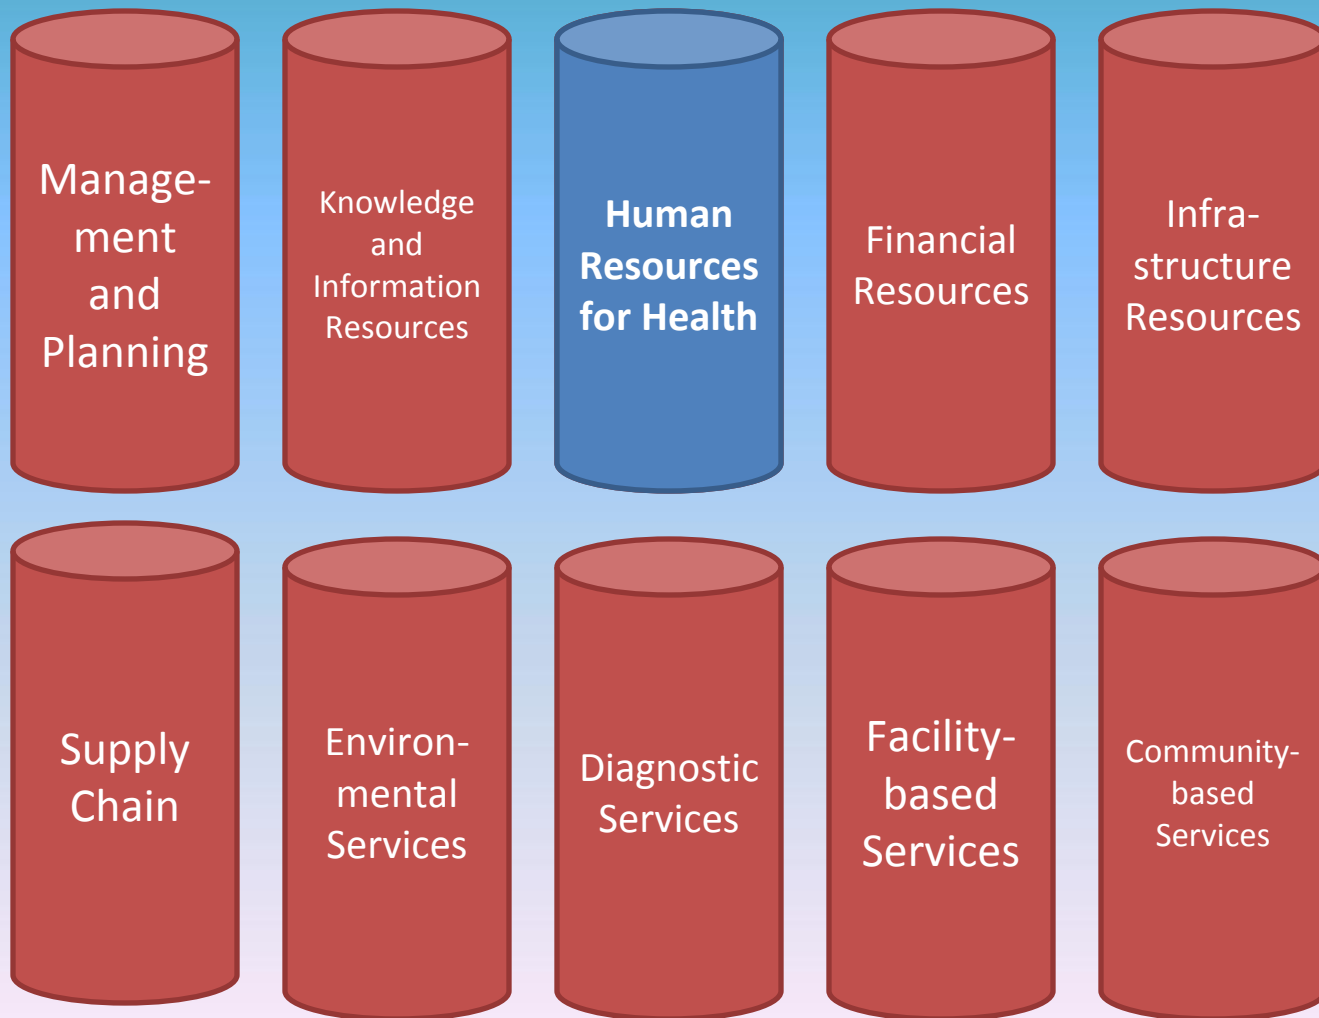 Manage-
ment
and
Planning
Knowledge
and
Information
Resources
Human
Resources
for Health
Financial
Resources
Infra-
structure
Resources
Supply
Chain
Environ-
mental
Services
Diagnostic
Services
Facility-
based
Services
Community-
based
Services